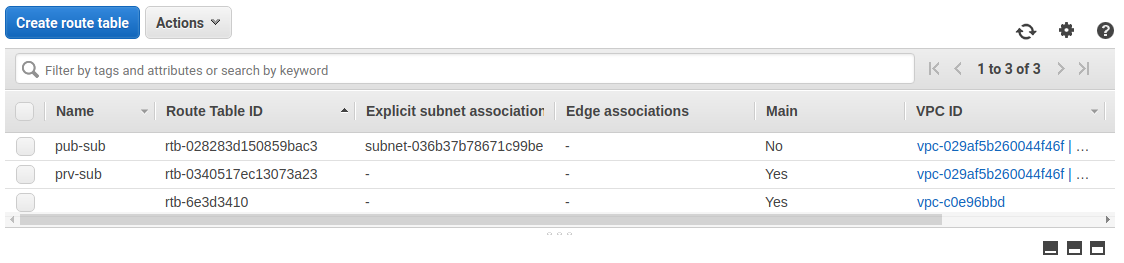 Create route table Actions
Filter by tags and attributes or search by keyword 1 to 3 of 3
Name Route Table ID Explicit subnet association Edge associations Main VPC ID
pub-sub rtb-028283d150859bac3 subnet-036b37b78671c99be - No vpc-029af5b260044f46f | ...
prv-sub rtb-0340517ec13073a23 - - Yes vpc-029af5b260044f46f | ...
rtb-6e3d3410 - - Yes vpc-c0e96bbd